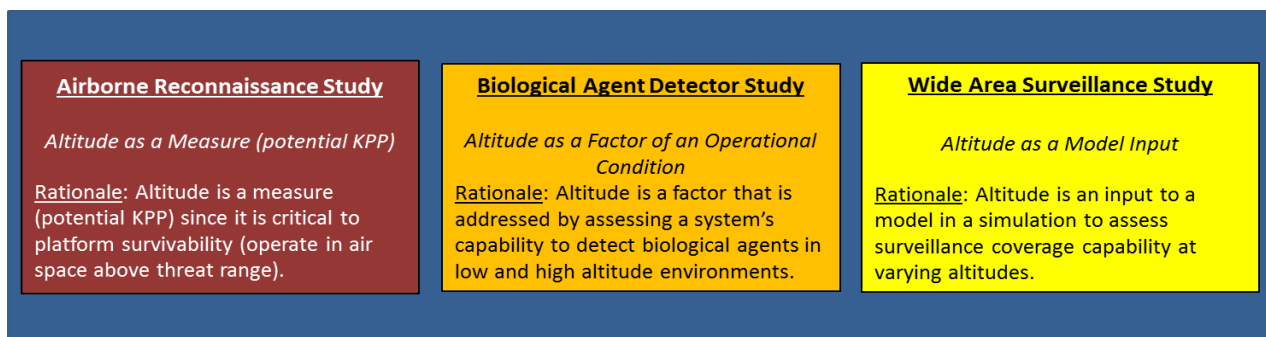 Airborne Reconnaissance Study
Altitude as a Measure (potential KPP)
Rationale: Altitude is a measure
(potential KPP) since it is critical to
platform survivability (operate in air
space above threat range).
Biological Agent Detector Study
Altitude as a Factor of an Operational
Condition
Rationale: Altitude is a factor that is
addressed by assessing a system’s
capability to detect biological agents in
low and high altitude environments.
Wide Area Surveillance Study
Altitude as a Model Input
Rationale: Altitude is an input to a
model in a simulation to assess
surveillance coverage capability at
varying altitudes.